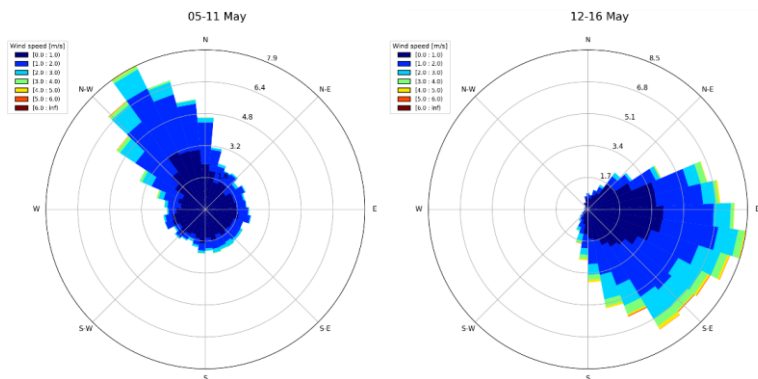 05-11 May
Wind speed [m/s]
[0.0 : 1.0)
[1.0 : 2.0)
[2.0 : 3.0)
[3.0 : 4.0)
[4.0 : 5.0)
[5.0 : 6.0)
[6.0 : inf)
N
7.9
N-W
6.4
N-E
4.8
3.2
W
E
S-W
S-E
S
12-16 May
Wind speed [m/s]
[0.0 : 1.0)
[1.0 : 2.0)
[2.0 : 3.0)
[3.0 : 4.0)
[4.0 : 5.0)
[5.0 : 6.0)
[6.0 : inf)
N
8.5
N-W
6.8
N-E
5.1
3.4
1.7
W
E
S-W
S-E
S